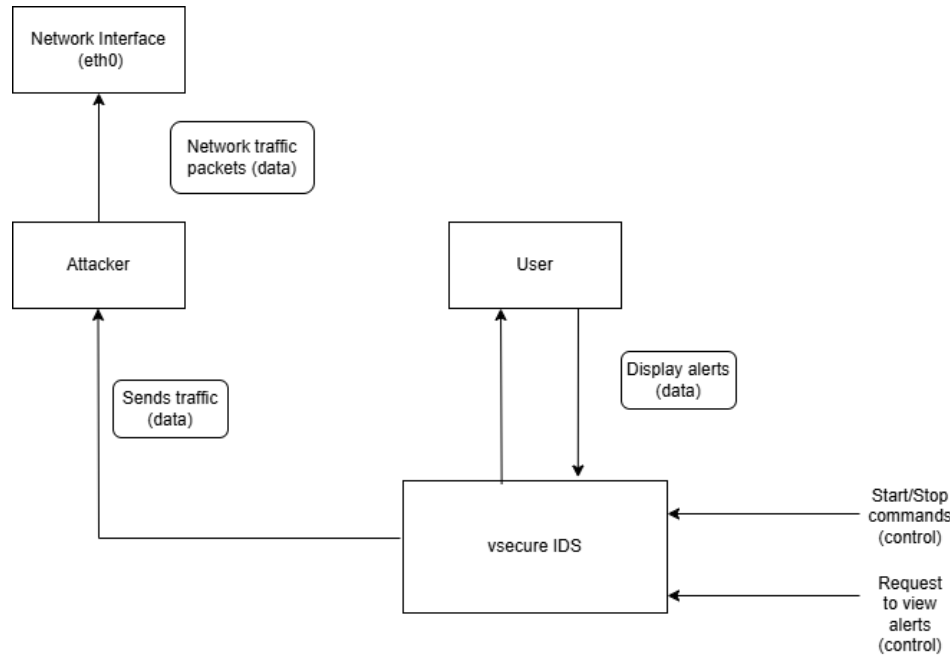 Network Interface
(eth0)
Network traffic
packets (data)
Attacker
User
Display alerts
(data)
Sends traffic
(data)
vsecure IDS
Start/Stop
commands
(control)
Request
to view
alerts
(control)